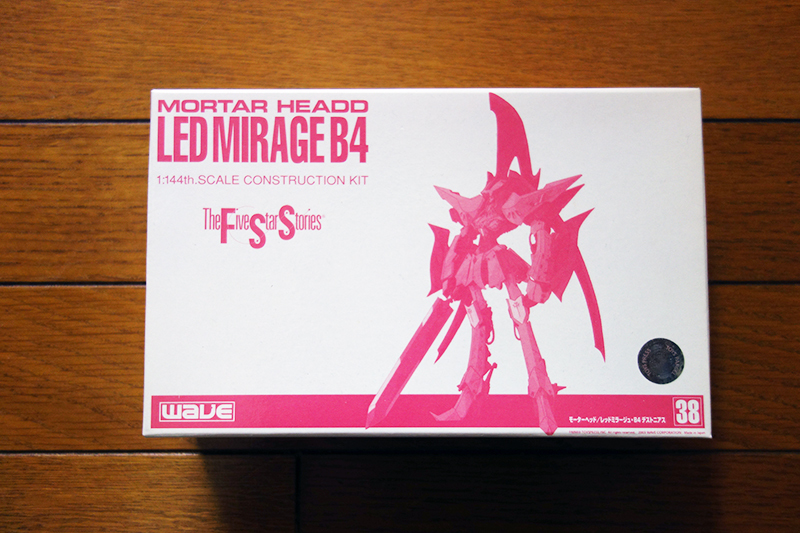 MORTAR HEADD
LED MIRAGE B4
1:144th.SCALE CONSTRUCTION KIT
The Five Star Stories
WAVE
モーターヘッド/レッドミラージュ・B4 デストニアス
38